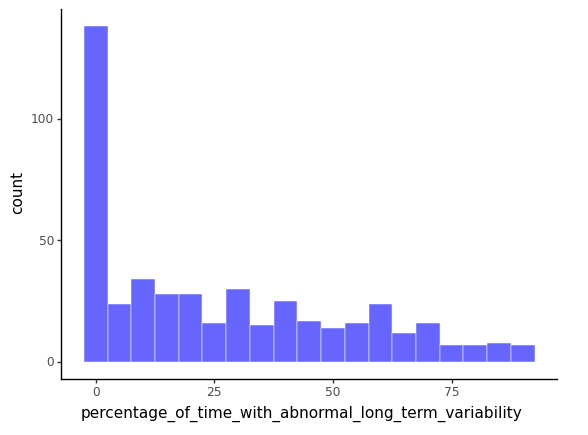 100
50
0
count
0 25 50 75
percentage_of_time_with_abnormal_long_term_variability